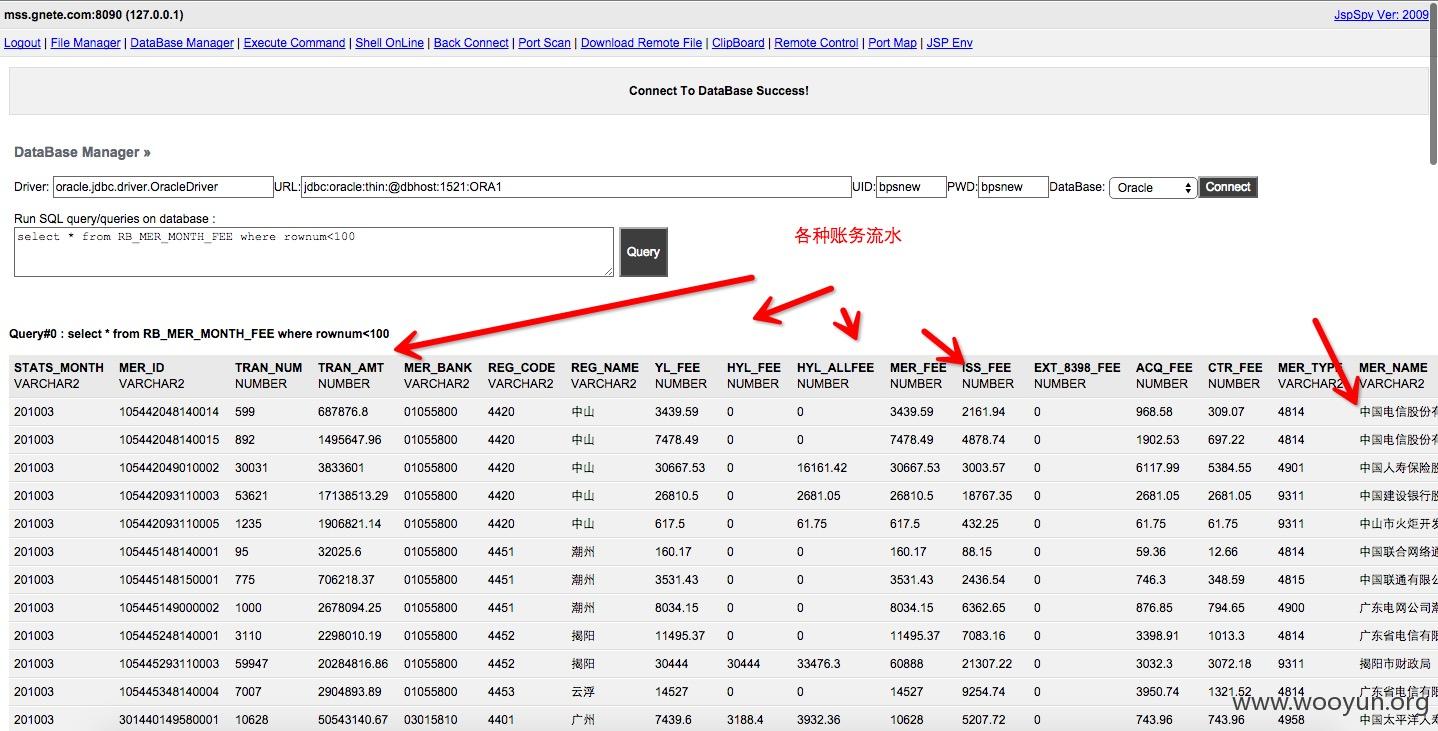 mss.gnete.com:8090 (127.0.0.1) JspSpy Ver: 2009
Logout | File Manager | DataBase Manager | Execute Command | Shell OnLine | Back Connect | Port Scan | Download Remote File | ClipBoard | Remote Control | Port Map | JSP Env
Connect To DataBase Success!
DataBase Manager »
Driver: oracle.jdbc.driver.OracleDriver URL: jdbc:oracle:thin:@dbhost:1521:ORA1 UID: bpsnew PWD: bpsnew DataBase: Oracle Connect
Run SQL query/queries on database :
select * from RB_MER_MONTH_FEE where rownum<100
Query
各种账务流水
Query#0 : select * from RB_MER_MONTH_FEE where rownum<100
STATS_MONTH MER_ID TRAN_NUM TRAN_AMT MER_BANK REG_CODE REG_NAME YL_FEE HYL_FEE HYL_ALLFEE MER_FEE ISS_FEE EXT_8398_FEE ACQ_FEE CTR_FEE MER_TYPE MER_NAME
VARCHAR2 VARCHAR2 NUMBER NUMBER VARCHAR2 VARCHAR2 VARCHAR2 NUMBER NUMBER NUMBER NUMBER NUMBER NUMBER NUMBER NUMBER VARCHAR2 VARCHAR2
201003 105442048140014 599 687876.8 01055800 4420 中山 3439.59 0 0 3439.59 2161.94 0 968.58 309.07 4814 中国电信股份有
201003 105442048140015 892 1495647.96 01055800 4420 中山 7478.49 0 0 7478.49 4878.74 0 1902.53 697.22 4814 中国电信股份有
201003 105442049010002 30031 3833601 01055800 4420 中山 30667.53 0 16161.42 30667.53 3003.57 0 6117.99 5384.55 4901 中国人寿保险股
201003 105442093110003 53621 17138513.29 01055800 4420 中山 26810.5 0 2681.05 26810.5 18767.35 0 2681.05 2681.05 9311 中国建设银行股
201003 105442093110005 1235 1906821.14 01055800 4420 中山 617.5 0 61.75 617.5 432.25 0 61.75 61.75 9311 中山市火炬开发
201003 105445148140001 95 32025.6 01055800 4451 潮州 160.17 0 0 160.17 88.15 0 59.36 12.66 4814 中国联合网络通
201003 105445148150001 775 706218.37 01055800 4451 潮州 3531.43 0 0 3531.43 2436.54 0 746.3 348.59 4815 中国联通有限公
201003 105445149000002 1000 2678094.25 01055800 4451 潮州 8034.15 0 0 8034.15 6362.65 0 876.85 794.65 4900 广东电网公司潮
201003 105445248140001 3110 2298010.19 01055800 4452 揭阳 11495.37 0 0 11495.37 7083.16 0 3398.91 1013.3 4814 广东省电信有限
201003 105445293110003 59947 20284816.86 01055800 4452 揭阳 30444 30444 33476.3 60888 21307.22 0 3032.3 3072.18 9311 揭阳市财政局
201003 105445348140004 7007 2904893.89 01055800 4453 云浮 14527 0 0 14527 9254.74 0 3950.74 1321.52 4814 广东省电信有限
201003 301440149580001 10628 50543140.67 03015810 4401 广州 7439.6 3188.4 3932.36 10628 5207.72 0 743.96 743.96 4958 中国太平洋人寿
www.wooyun.org